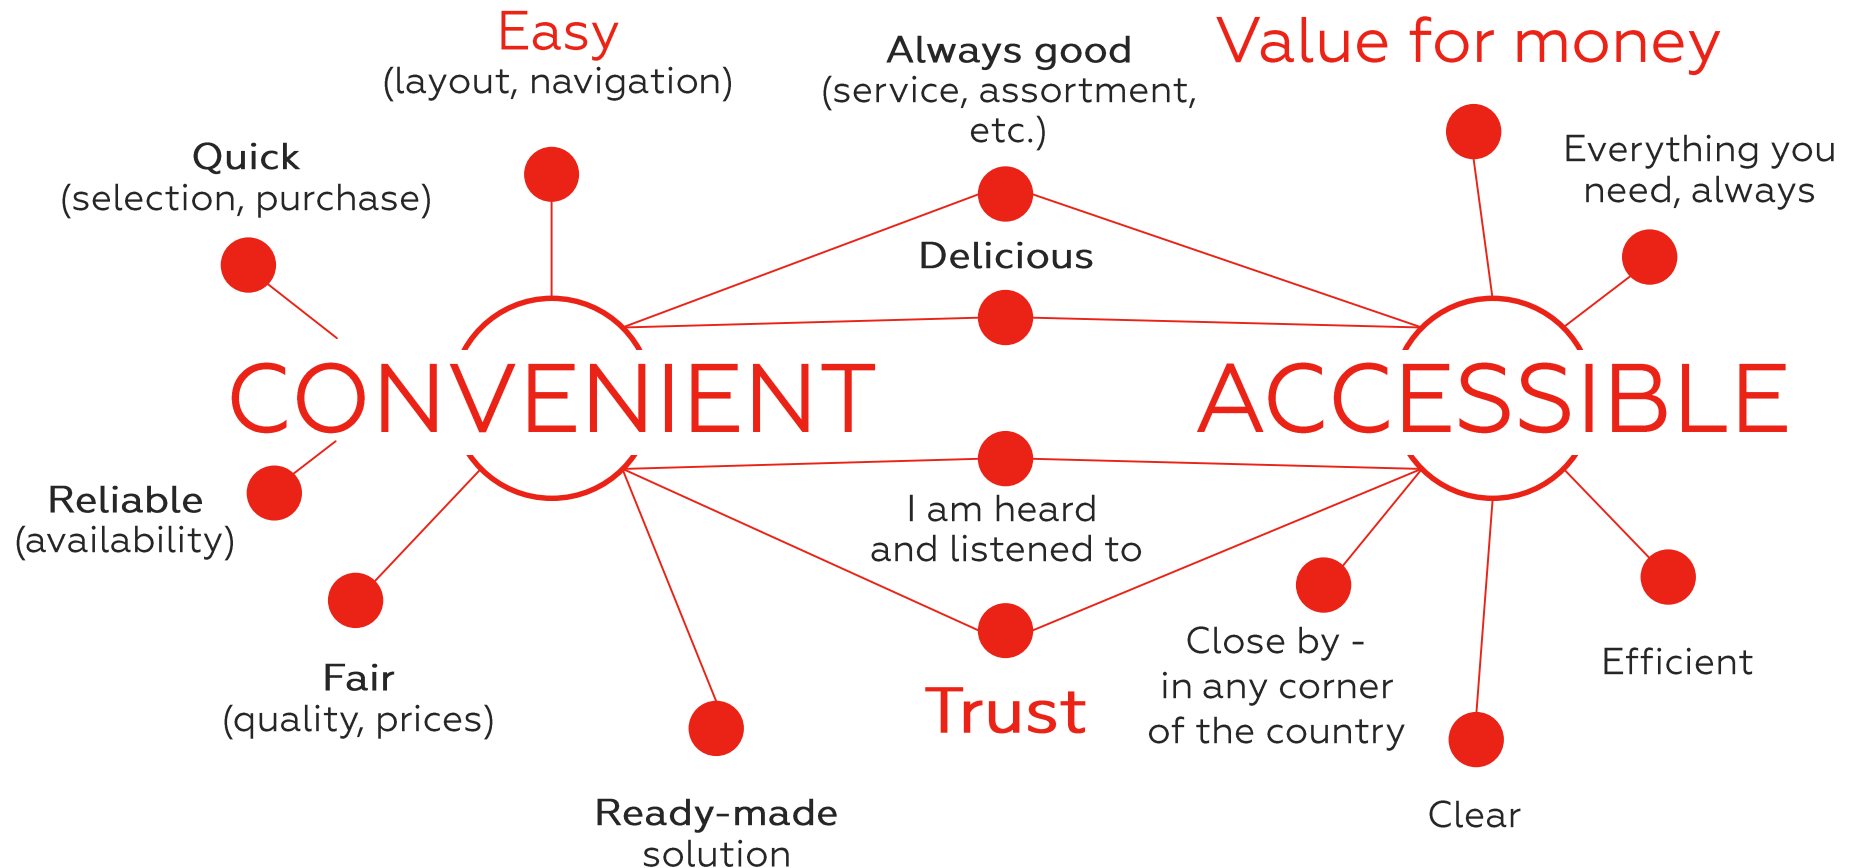 Easy
(layout, navigation)
Always good
(service, assortment,
etc.)
Value for money
Quick
(selection, purchase)
Everything you
need, always
Delicious
CONVENIENT
ACCESSIBLE
Reliable
(availability)
I am heard
and listened to
Fair
(quality, prices)
Trust
Close by -
in any corner
of the country
Efficient
Ready-made
solution
Clear